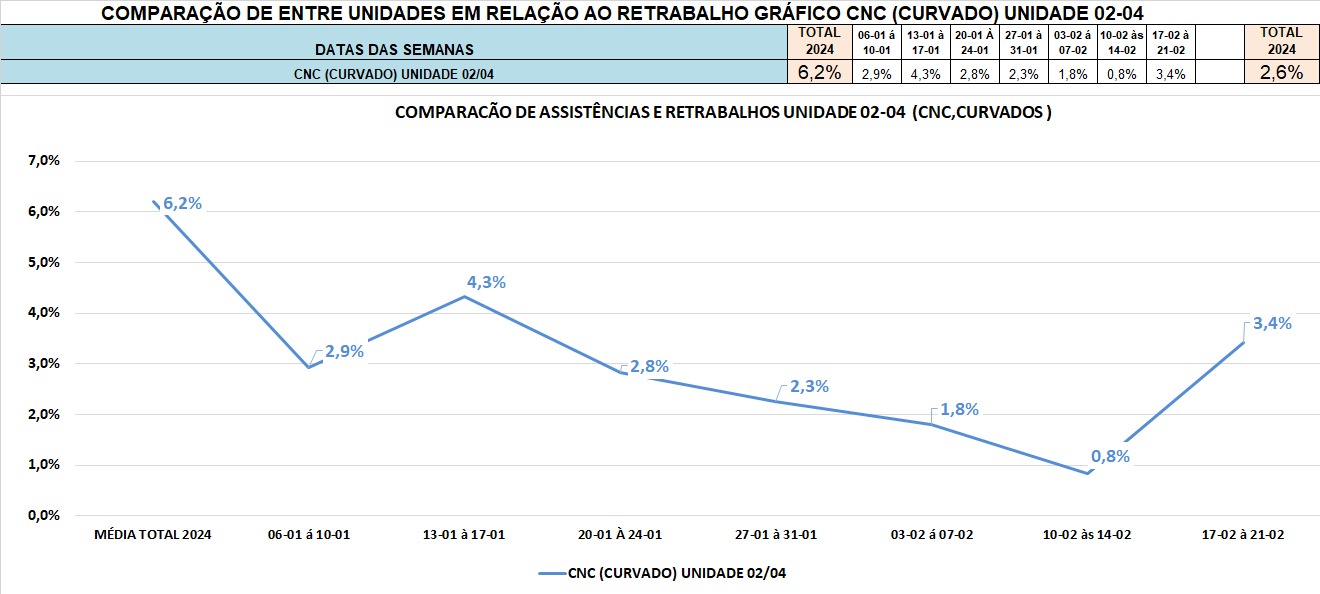 COMPARAÇÃO DE ENTRE UNIDADES EM RELAÇÃO AO RETRABALHO GRÁFICO CNC (CURVADO) UNIDADE 02-04
DATAS DAS SEMANAS
TOTAL 2024
06-01 á 10-01
13-01 à 17-01
20-01 À 24-01
27-01 à 31-01
03-02 á 07-02
10-02 às 14-02
17-02 à 21-02
TOTAL 2024
CNC (CURVADO) UNIDADE 02/04 6,2% 2,9% 4,3% 2,8% 2,3% 1,8% 0,8% 3,4% 2,6%
COMPARACÃO DE ASSISTÊNCIAS E RETRABALHOS UNIDADE 02-04 (CNC,CURVADOS )
7,0%
6,0%
5,0%
4,0%
3,0%
2,0%
1,0%
0,0%
6,2%
2,9%
4,3%
2,8%
2,3%
1,8%
0,8%
3,4%
MÉDIA TOTAL 2024 06-01 á 10-01 13-01 à 17-01 20-01 À 24-01 27-01 à 31-01 03-02 á 07-02 10-02 às 14-02 17-02 à 21-02
CNC (CURVADO) UNIDADE 02/04